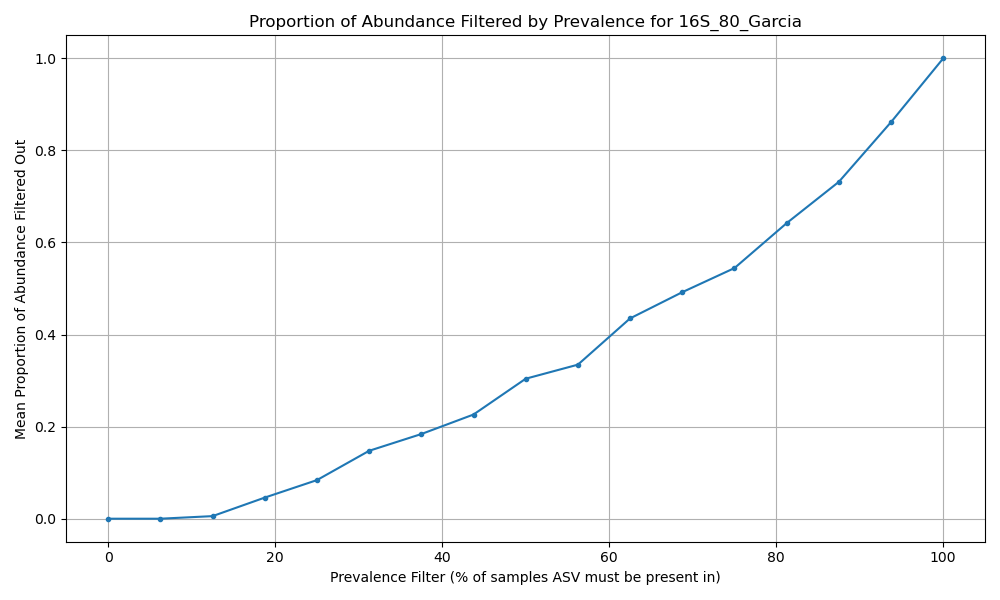 Proportion of Abundance Filtered by Prevalence for 16S_80_Garcia
Mean Proportion of Abundance Filtered Out
1.0
0.8
0.6
0.4
0.2
0.0
0 20 40 60 80 100
Prevalence Filter (% of samples ASV must be present in)